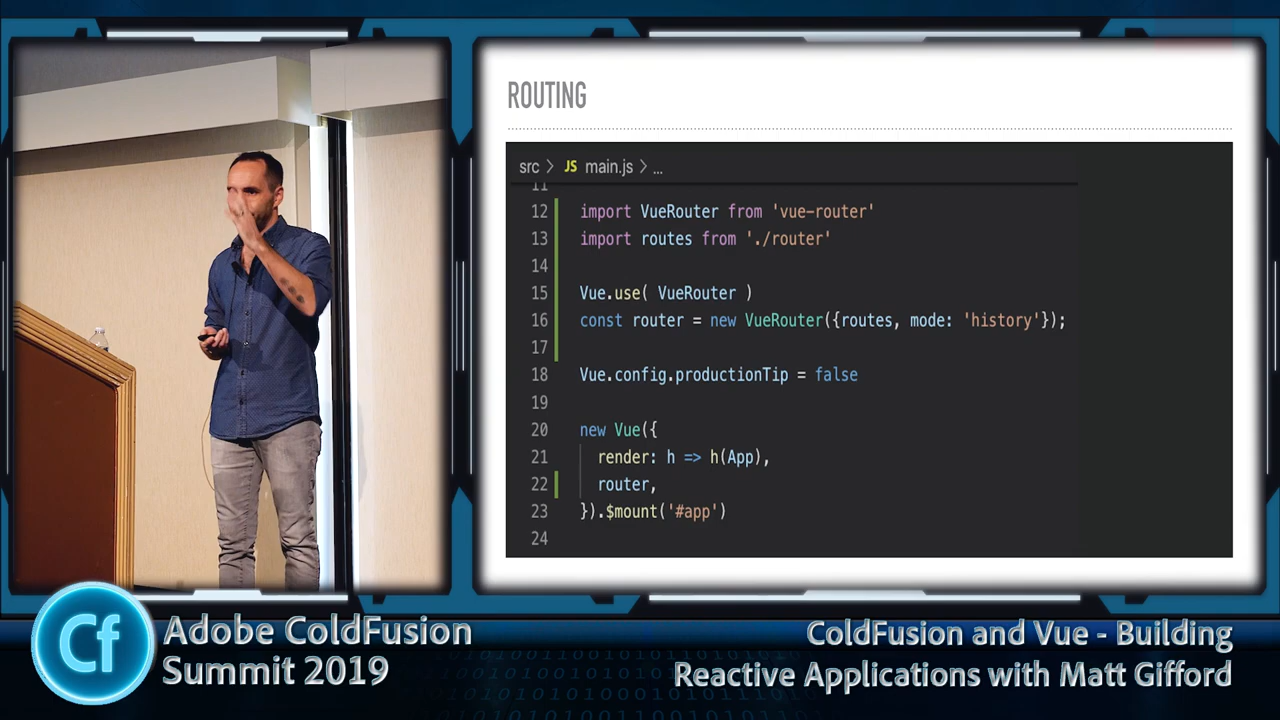 ROUTING
src > JS main.js > ...
11
12 import VueRouter from 'vue-router'
13 import routes from './router'
14
15 Vue.use( VueRouter )
16 const router = new VueRouter({routes, mode: 'history'});
17
18 Vue.config.productionTip = false
19
20 new Vue({
21 render: h => h(App),
22 router,
23 }).$mount('#app')
24
Cf
Adobe ColdFusion
Summit 2019
ColdFusion and Vue - Building
Reactive Applications with Matt Gifford